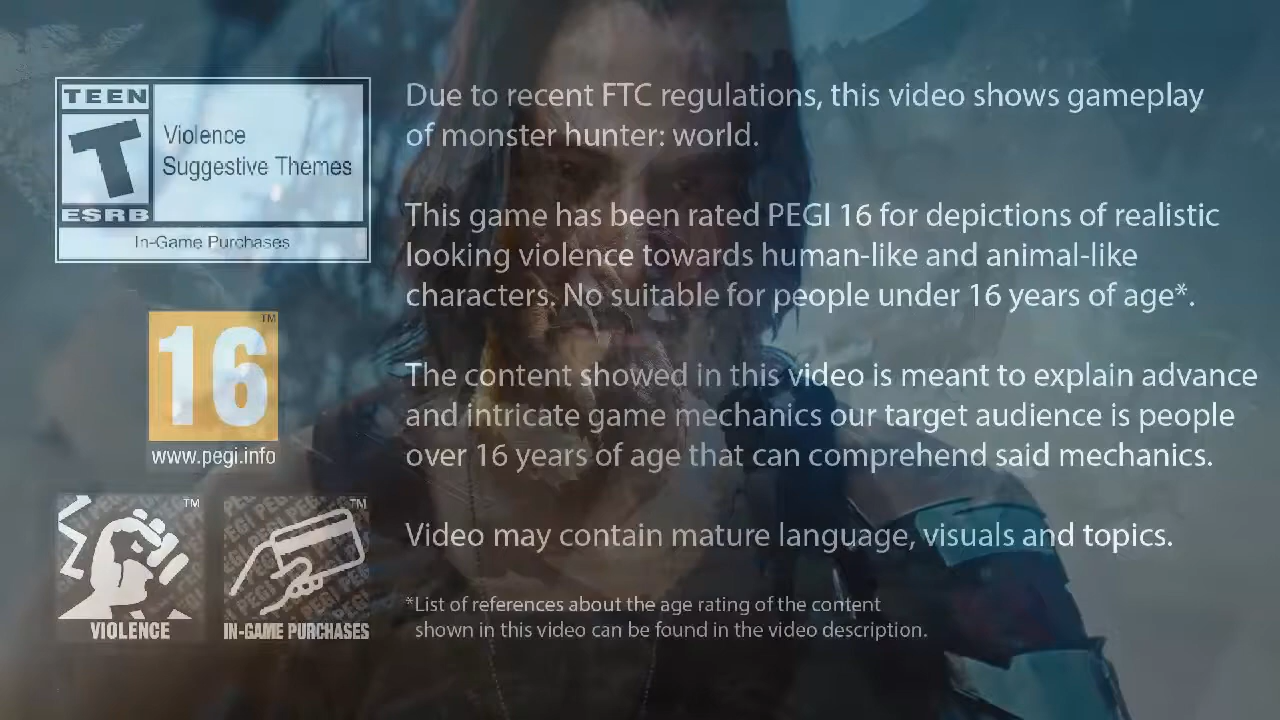 TEEN
T
ESRB
Violence
Suggestive Themes
In-Game Purchases
16
TM
www.pegi.info
TM
VIOLENCE
TM
IN-GAME PURCHASES
Due to recent FTC regulations, this video shows gameplay
of monster hunter: world.
This game has been rated PEGI 16 for depictions of realistic
looking violence towards human-like and animal-like
characters. No suitable for people under 16 years of age*.
The content showed in this video is meant to explain advance
and intricate game mechanics our target audience is people
over 16 years of age that can comprehend said mechanics.
Video may contain mature language, visuals and topics.
*List of references about the age rating of the content
shown in this video can be found in the video description.